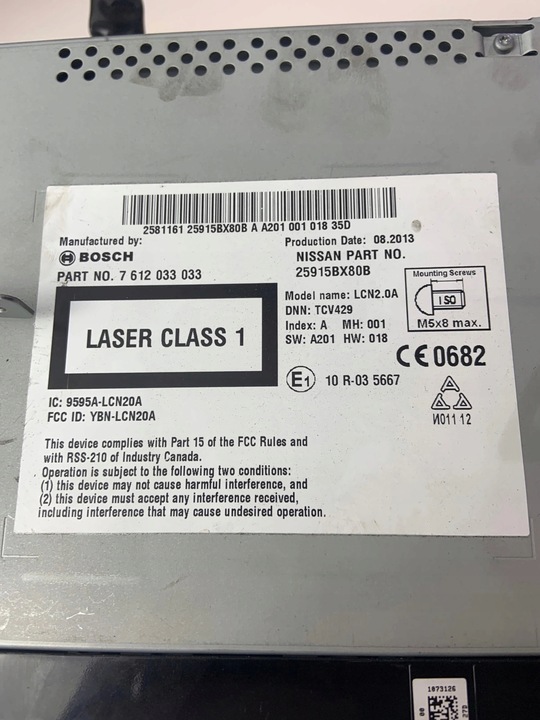 2581161 25915BX80B A A201 001 018 35D
Manufactured by:
BOSCH
PART NO. 7 612 033 033
Production Date: 08.2013
NISSAN PART NO.
25915BX80B
LASER CLASS 1
Model name: LCN2.0A
DNN: TCV429
Index: A MH: 001
SW: A201 HW: 018
Mounting Screws
ISO
M5x8 max.
CE0682
E1 10 R-03 5667
И011 12
IC: 9595A-LCN20A
FCC ID: YBN-LCN20A
This device complies with Part 15 of the FCC Rules and
with RSS-210 of Industry Canada.
Operation is subject to the following two conditions:
(1) this device may not cause harmful interference, and
(2) this device must accept any interference received,
including interference that may cause undesired operation.
1073126